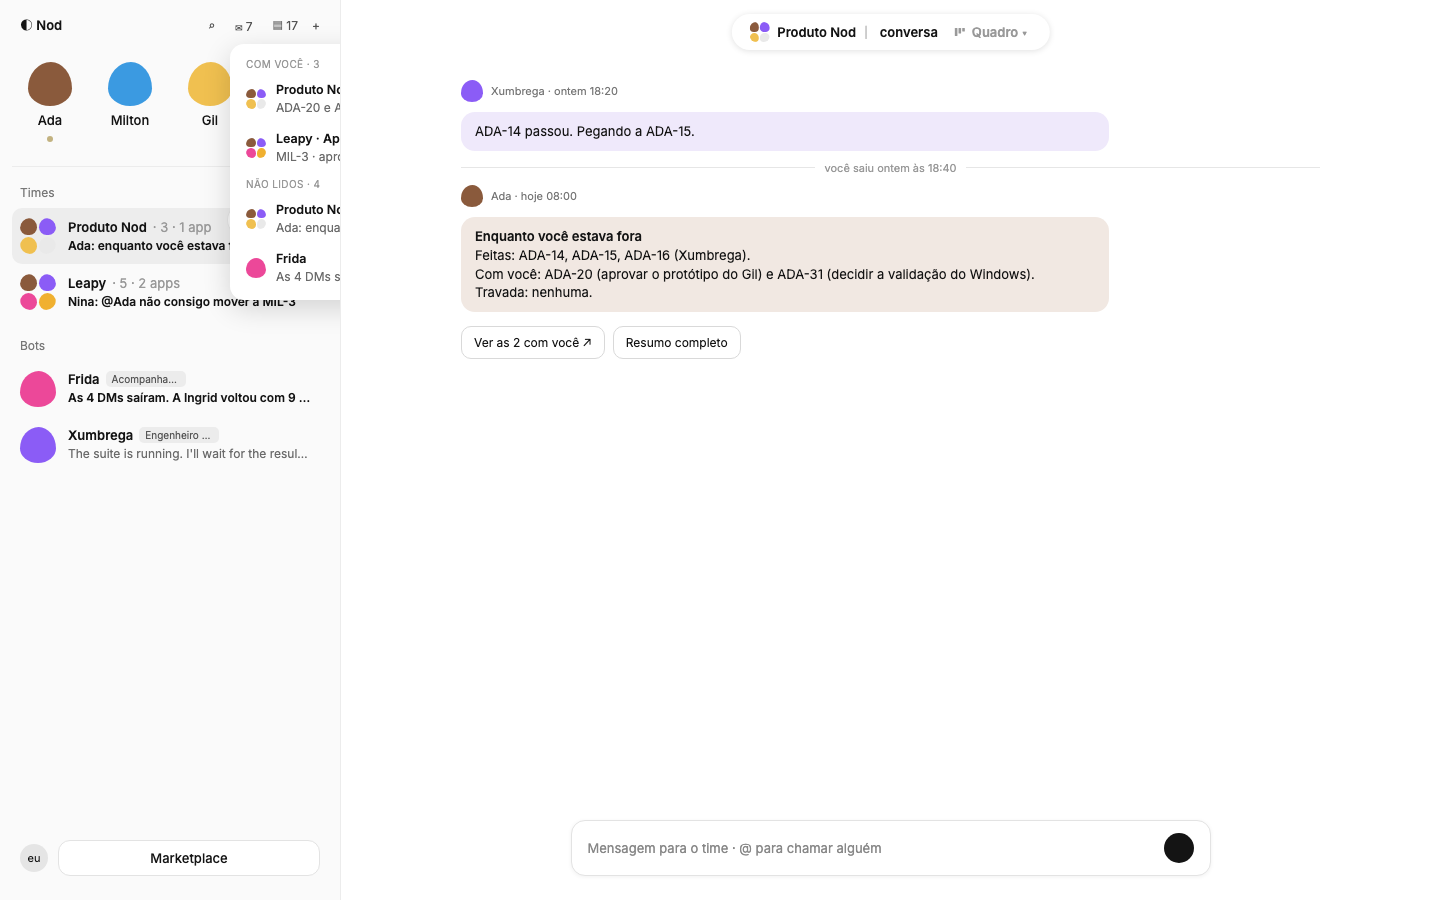 Nod
7
17
+
Ada
Milton
Gil
COM VOCÊ · 3
Produto No
ADA-20 e A
Leapy · Ap
MIL-3 · apro
NÃO LIDOS · 4
Produto No
Ada: enqua
Frida
As 4 DMs s
Times
Produto Nod · 3 · 1 app
Ada: enquanto você estava f
Leapy · 5 · 2 apps
Nina: @Ada não consigo mover a MIL-3
Bots
Frida Acompanha...
As 4 DMs saíram. A Ingrid voltou com 9 ...
Xumbrega Engenheiro ...
The suite is running. I'll wait for the resul...
eu
Marketplace
Produto Nod | conversa Quadro
Xumbrega · ontem 18:20
ADA-14 passou. Pegando a ADA-15.
você saiu ontem às 18:40
Ada · hoje 08:00
Enquanto você estava fora
Feitas: ADA-14, ADA-15, ADA-16 (Xumbrega).
Com você: ADA-20 (aprovar o protótipo do Gil) e ADA-31 (decidir a validação do Windows).
Travada: nenhuma.
Ver as 2 com você ↗
Resumo completo
Mensagem para o time · @ para chamar alguém